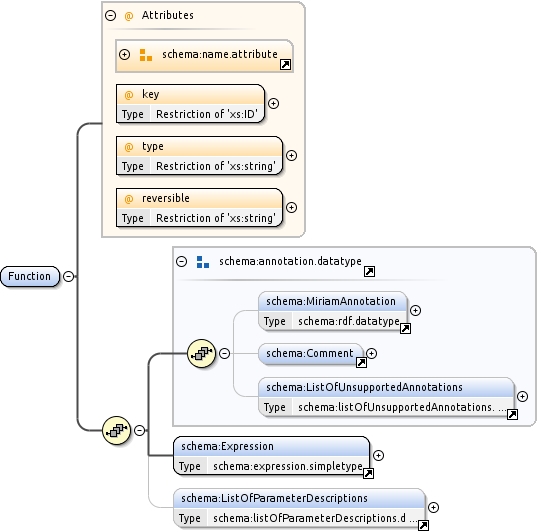 @ Attributes
schema:name.attribute
@ key
Type Restriction of 'xs:ID'
@ type
Type Restriction of 'xs:string'
@ reversible
Type Restriction of 'xs:string'
Function
schema:annotation.datatype
schema:MiriamAnnotation
Type schema:rdf.datatype
schema:Comment
schema:ListOfUnsupportedAnnotations
Type schema:listOfUnsupportedAnnotations. ...
schema:Expression
Type schema:expression.simpletype
schema:ListOfParameterDescriptions
Type schema:listOfParameterDescriptions.d ...